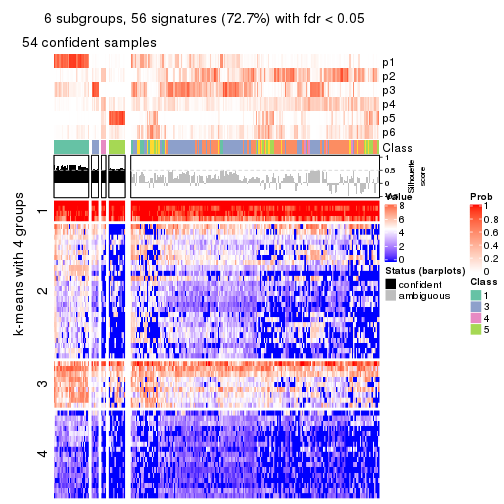 6 subgroups, 56 signatures (72.7%) with fdr < 0.05
54 confident samples
p1
p2
p3
p4
p5
p6
Class
1
0.5
0
Silhouette
score
k-means with 4 groups
1
2
3
4
Value
8
6
4
2
0
Status (barplots)
confident
ambiguous
Prob
1
0.8
0.6
0.4
0.2
0
Class
1
3
4
5